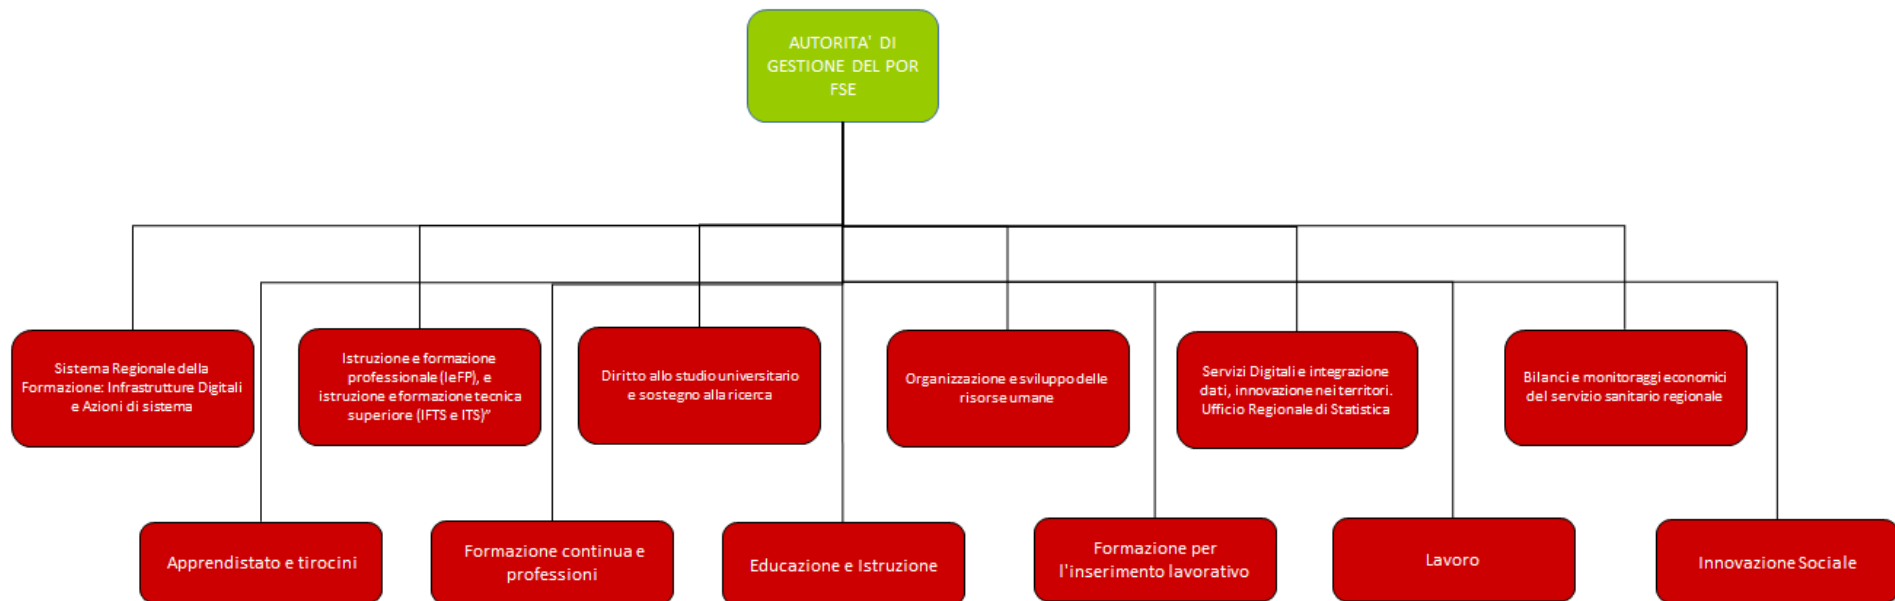 AUTORITA' DI
GESTIONE DEL POR
FSE
Sistema Regionale della
Formazione: Infrastrutture Digitali
e Azioni di sistema
Istruzione e formazione
professionale (IeFP), e
istruzione e formazione tecnica
superiore (IFTS e ITS)”
Diritto allo studio universitario
e sostegno alla ricerca
Organizzazione e sviluppo delle
risorse umane
Servizi Digitali e integrazione
dati, innovazione nei territori.
Ufficio Regionale di Statistica
Bilanci e monitoraggi economici
del servizio sanitario regionale
Apprendistato e tirocini
Formazione continua e
professioni
Educazione e Istruzione
Formazione per
l'inserimento lavorativo
Lavoro
Innovazione Sociale